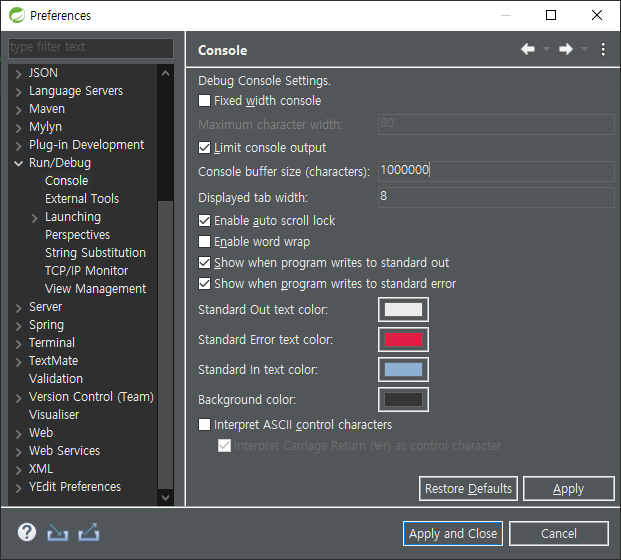 Preferences
type filter text
JSON
Language Servers
Maven
Mylyn
Plug-in Development
Run/Debug
Console
External Tools
Launching
Perspectives
String Substitution
TCP/IP Monitor
View Management
Server
Spring
Terminal
TextMate
Validation
Version Control (Team)
Visualiser
Web
Web Services
XML
YEdit Preferences
Console
Debug Console Settings.
Fixed width console
Maximum character width: 80
Limit console output
Console buffer size (characters): 1000000
Displayed tab width: 8
Enable auto scroll lock
Enable word wrap
Show when program writes to standard out
Show when program writes to standard error
Standard Out text color:
Standard Error text color:
Standard In text color:
Background color:
Interpret ASCII control characters
Interpret Carriage Return (₩r) as control character
Restore Defaults Apply
? Apply and Close Cancel